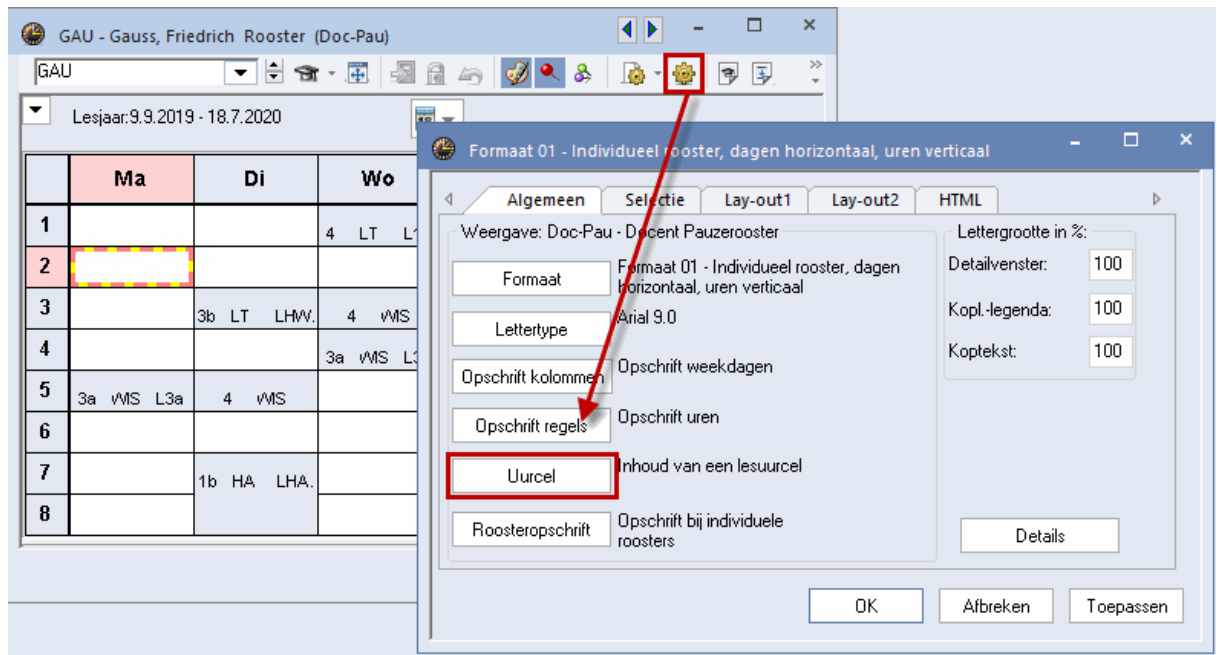 GAU - Gauss, Friedrich Rooster (Doc-Pau)
GAU
Lesjaar:9.9.2019 - 18.7.2020
Ma Di Wo
1 4 LT
2
3 3b LT LHW. 4 WIS
4 3a WIS
5 3a WIS L3a 4 WIS
6
7 1b HA LHA.
8
Formaat 01 - Individueel rooster, dagen horizontaal, uren verticaal
Algemeen Selectie Lay-out1 Lay-out2 HTML
Weergave: Doc-Pau - Docent Pauzerooster
Formaat
Formaat 01 - Individueel rooster, dagen
horizontaal, uren verticaal
Lettertype
Arial 9.0
Opschrift kolommen
Opschrift weekdagen
Opschrift regels
Opschrift uren
Uurcel
Inhoud van een lesuurcel
Roosteropschrift
Opschrift bij individuele
roosters
Lettergrootte in %:
Detailvenster: 100
Kopl.-legenda: 100
Koptekst: 100
Details
OK Afbreken Toepassen